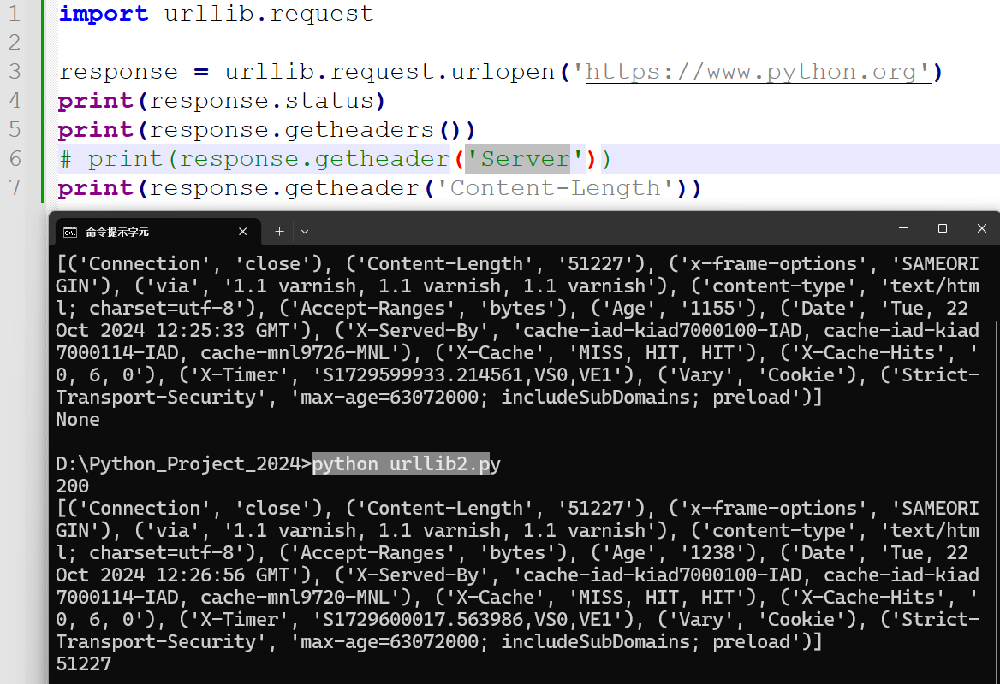 1 import urllib.request
2
3 response = urllib.request.urlopen('https://www.python.org')
4 print(response.status)
5 print(response.getheaders())
6 # print(response.getheader('Server'))
7 print(response.getheader('Content-Length'))
命令提示字元
[('Connection', 'close'), ('Content-Length', '51227'), ('x-frame-options', 'SAMEORI
GIN'), ('via', '1.1 varnish, 1.1 varnish, 1.1 varnish'), ('content-type', 'text/htm
l; charset=utf-8'), ('Accept-Ranges', 'bytes'), ('Age', '1155'), ('Date', 'Tue, 22
Oct 2024 12:25:33 GMT'), ('X-Served-By', 'cache-iad-kiad7000100-IAD, cache-iad-kiad
7000114-IAD, cache-mnl9726-MNL'), ('X-Cache', 'MISS, HIT, HIT'), ('X-Cache-Hits', '
0, 6, 0'), ('X-Timer', 'S1729599933.214561,VS0,VE1'), ('Vary', 'Cookie'), ('Strict-
Transport-Security', 'max-age=63072000; includeSubDomains; preload')]
None
D:\Python_Project_2024>python urllib2.py
200
[('Connection', 'close'), ('Content-Length', '51227'), ('x-frame-options', 'SAMEORI
GIN'), ('via', '1.1 varnish, 1.1 varnish, 1.1 varnish'), ('content-type', 'text/htm
l; charset=utf-8'), ('Accept-Ranges', 'bytes'), ('Age', '1238'), ('Date', 'Tue, 22
Oct 2024 12:26:56 GMT'), ('X-Served-By', 'cache-iad-kiad7000100-IAD, cache-iad-kiad
7000114-IAD, cache-mnl9720-MNL'), ('X-Cache', 'MISS, HIT, HIT'), ('X-Cache-Hits', '
0, 6, 0'), ('X-Timer', 'S1729600017.563986,VS0,VE1'), ('Vary', 'Cookie'), ('Strict-
Transport-Security', 'max-age=63072000; includeSubDomains; preload')]
51227